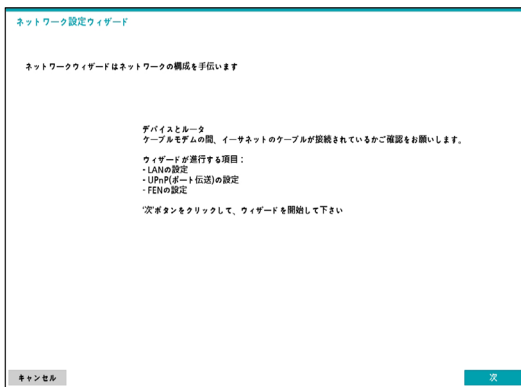 ネットワーク設定ウィザード
ネットワークウィザードはネットワークの構成を手伝います
デバイスとルータ
ケーブルモデムの間、イーサネットのケーブルが接続されているかご確認をお願いします。
ウィザードが進行する項目：
- LANの設定
- UPnP(ポート伝送)の設定
- FENの設定
'次'ボタンをクリックして、ウィザードを開始して下さい
キャンセル
次